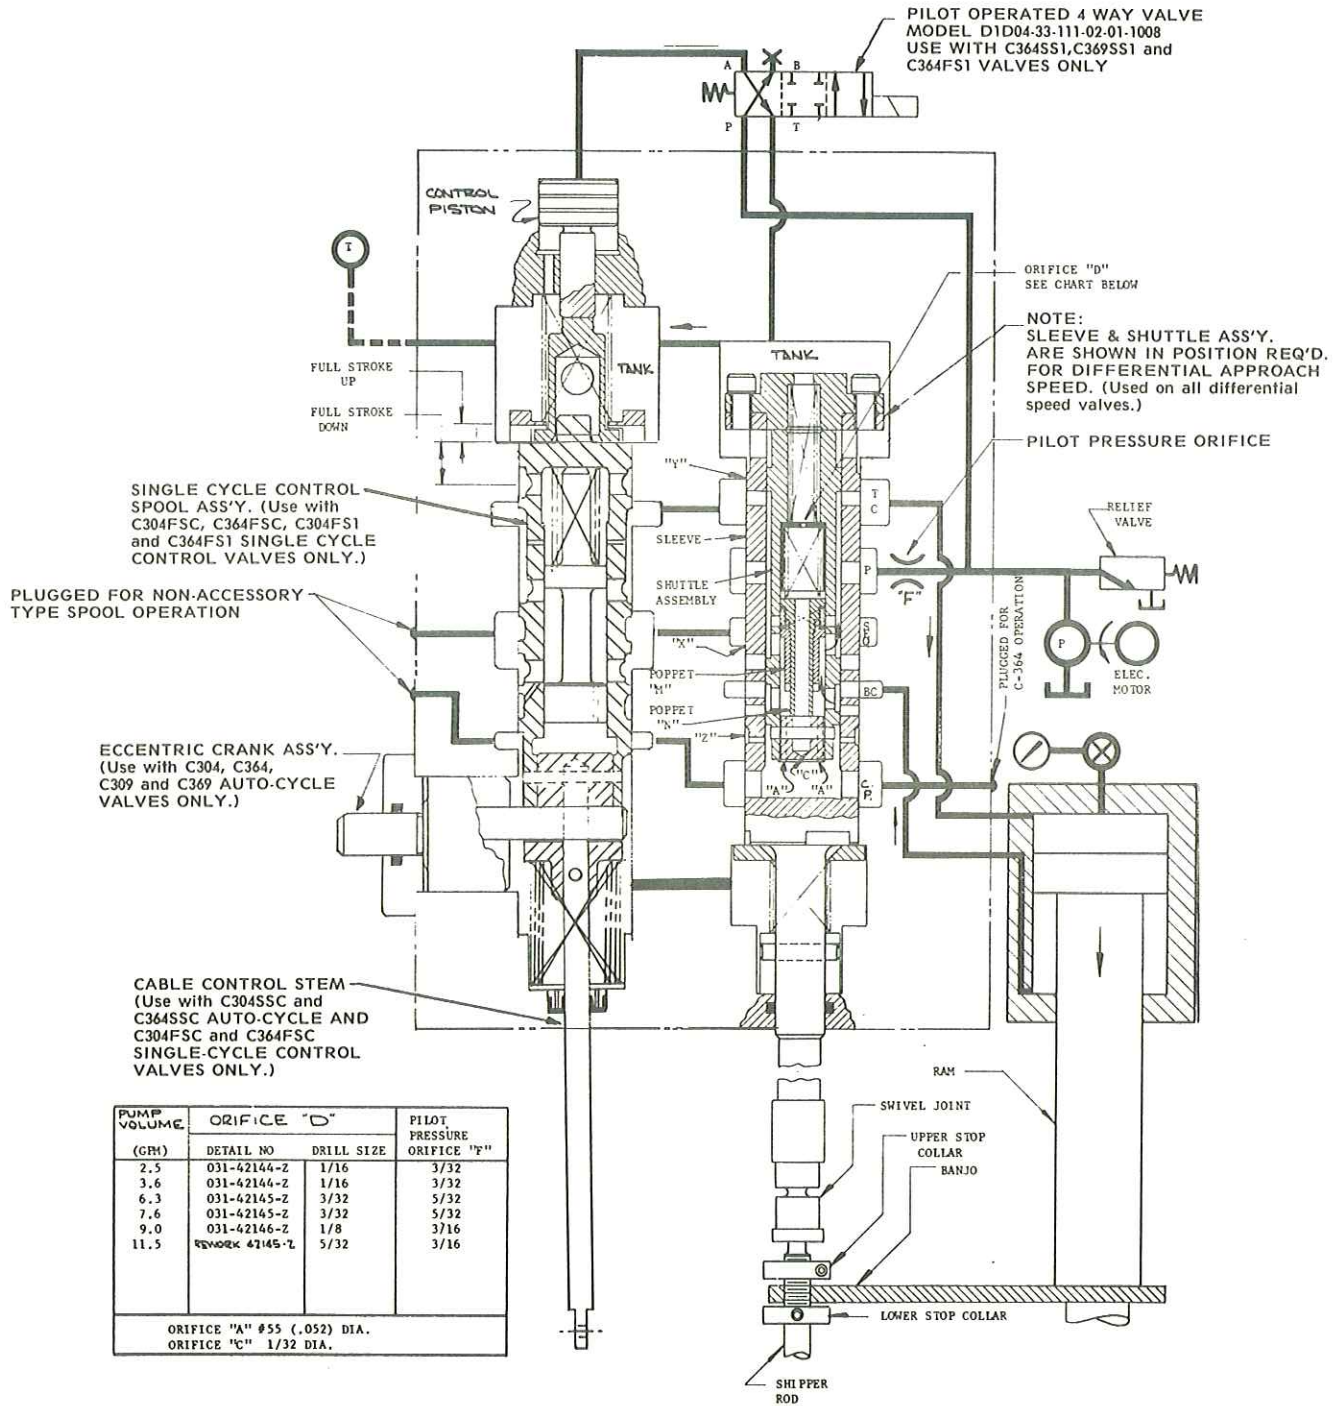 PILOT OPERATED 4 WAY VALVE
MODEL D1D04-33-111-02-01-1008
USE WITH C364SS1,C369SS1 and
C364FS1 VALVES ONLY
A
B
P
T
CONTROL
PISTON
T
ORIFICE "D"
SEE CHART BELOW
NOTE:
SLEEVE & SHUTTLE ASS'Y.
ARE SHOWN IN POSITION REQ'D.
FOR DIFFERENTIAL APPROACH
SPEED. (Used on all differential
speed valves.)
TANK
TANK
FULL STROKE
UP
FULL STROKE
DOWN
PILOT PRESSURE ORIFICE
"Y"
SINGLE CYCLE CONTROL
SPOOL ASS'Y. (Use with
C304FSC, C364FSC, C304FS1
and C364FS1 SINGLE CYCLE
CONTROL VALVES ONLY.)
T
C
RELIEF
VALVE
SLEEVE
P
SHUTTLE
ASSEMBLY
"F"
PLUGGED FOR NON-ACCESSORY
TYPE SPOOL OPERATION
SEQ
"X"
P
PLUGGED FOR
C-364 OPERATION
ELEC.
MOTOR
POPPET
"M"
BC
POPPET
"N"
"Z"
ECCENTRIC CRANK ASS'Y.
(Use with C304, C364,
C309 and C369 AUTO-CYCLE
VALVES ONLY.)
"C"
"A"
"A"
C.P.
CABLE CONTROL STEM
(Use with C304SSC and
C364SSC AUTO-CYCLE AND
C304FSC and C364FSC
SINGLE-CYCLE CONTROL
VALVES ONLY.)
RAM
SWIVEL JOINT
UPPER STOP
COLLAR
BANJO
LOWER STOP COLLAR
SHIPPER
ROD
PUMP VOLUME (GPM) ORIFICE "D" PILOT PRESSURE ORIFICE "F"
DETAIL NO DRILL SIZE
2.5 031-42144-Z 1/16 3/32
3.6 031-42144-Z 1/16 3/32
6.3 031-42145-Z 3/32 5/32
7.6 031-42145-Z 3/32 5/32
9.0 031-42146-Z 1/8 3/16
11.5 REWORK 42145-Z 5/32 3/16
ORIFICE "A" #55 (.052) DIA.
ORIFICE "C" 1/32 DIA.